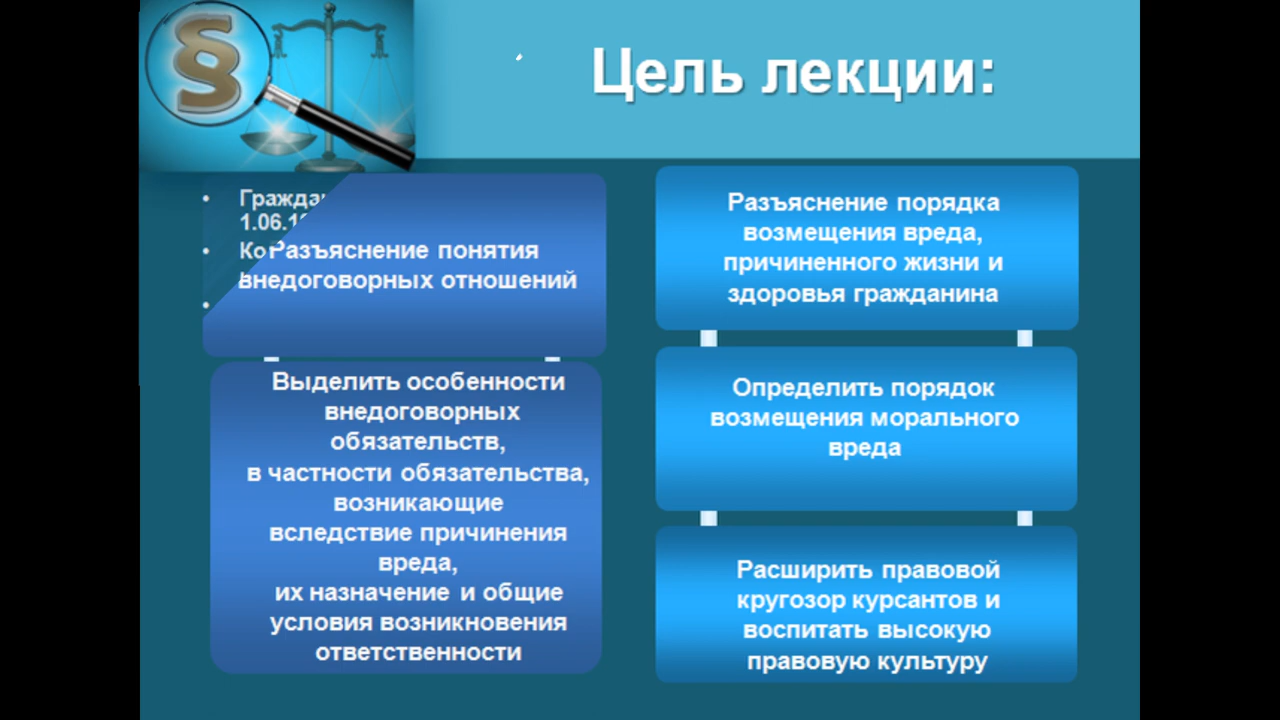 §
Цель лекции:
1.06.
Разъяснение понятия
внедоговорных отношений
Выделить особенности
внедоговорных
обязательств,
в частности обязательства,
возникающие
вследствие причинения
вреда,
их назначение и общие
условия возникновения
ответственности
Разъяснение порядка
возмещения вреда,
причиненного жизни и
здоровья гражданина
Определить порядок
возмещения морального
вреда
Расширить правовой
кругозор курсантов и
воспитать высокую
правовую культуру